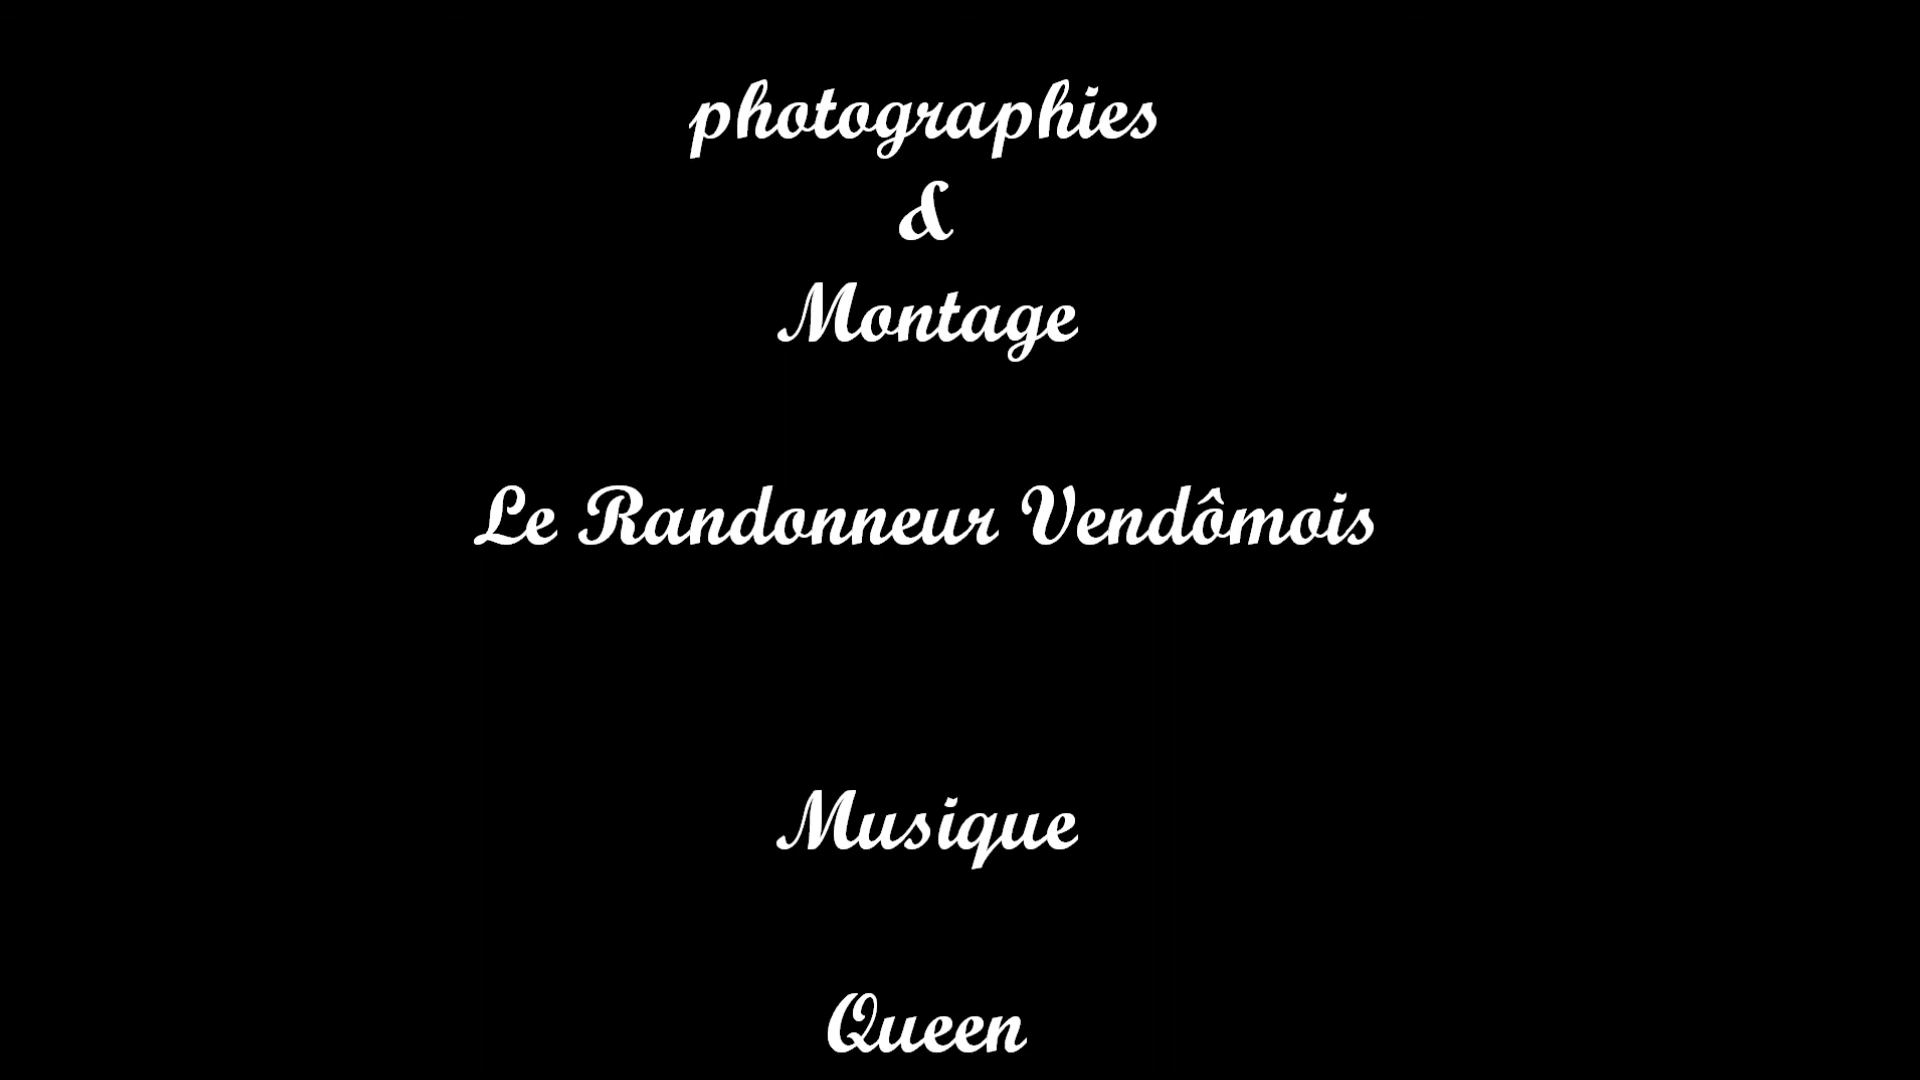 photographies
&
Montage
Le Randonneur Vendômois
Musique
Queen